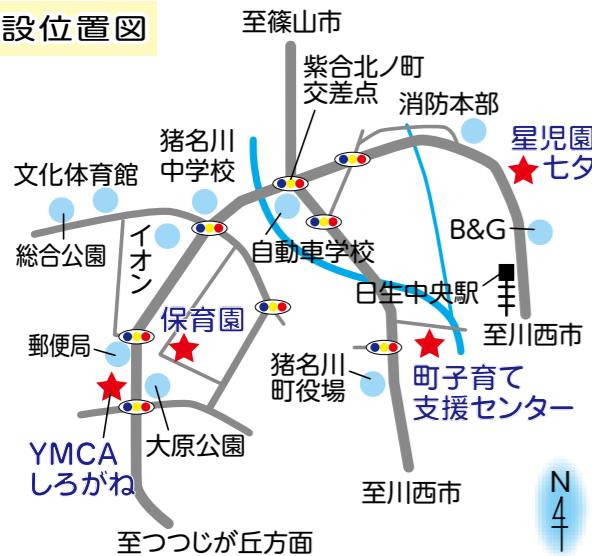 設位置図
至篠山市
紫合北ノ町
交差点
消防本部
星児園
七夕
猪名川
中学校
文化体育館
総合公園
イオン
自動車学校
B&G
日生中央駅
至川西市
保育園
郵便局
猪名川
町役場
町子育て
支援センター
大原公園
YMCA
しろがね
至川西市
至つつじが丘方面
N